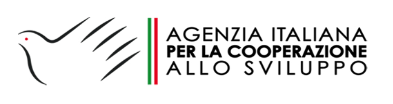 AGENZIA ITALIANA
PER LA COOPERAZIONE
ALLO SVILUPPO